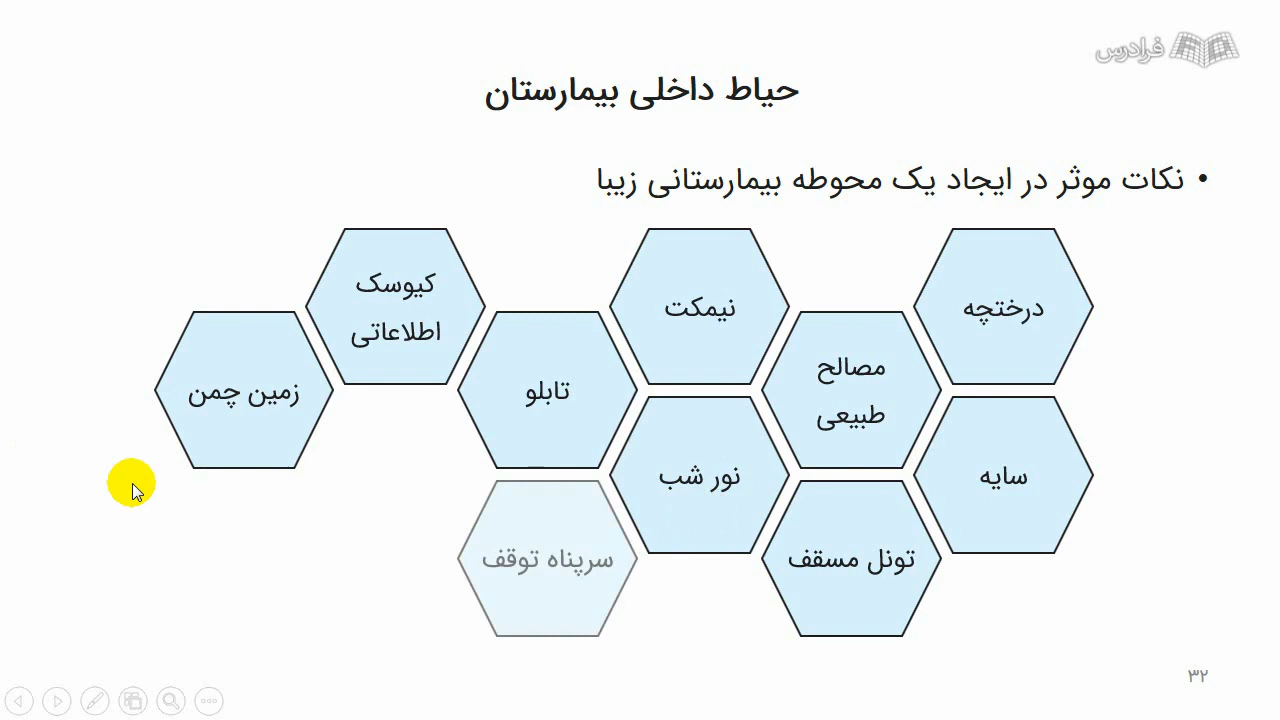 فرادرس
حیاط داخلی بیمارستان
• نکات موثر در ایجاد یک محوطه بیمارستانی زیبا
درختچه
مصالح
طبیعی
نیمکت
تابلو
کیوسک
اطلاعاتی
زمین چمن
سایه
تونل مسقف
نور شب
سرپناه توقف
۳۲